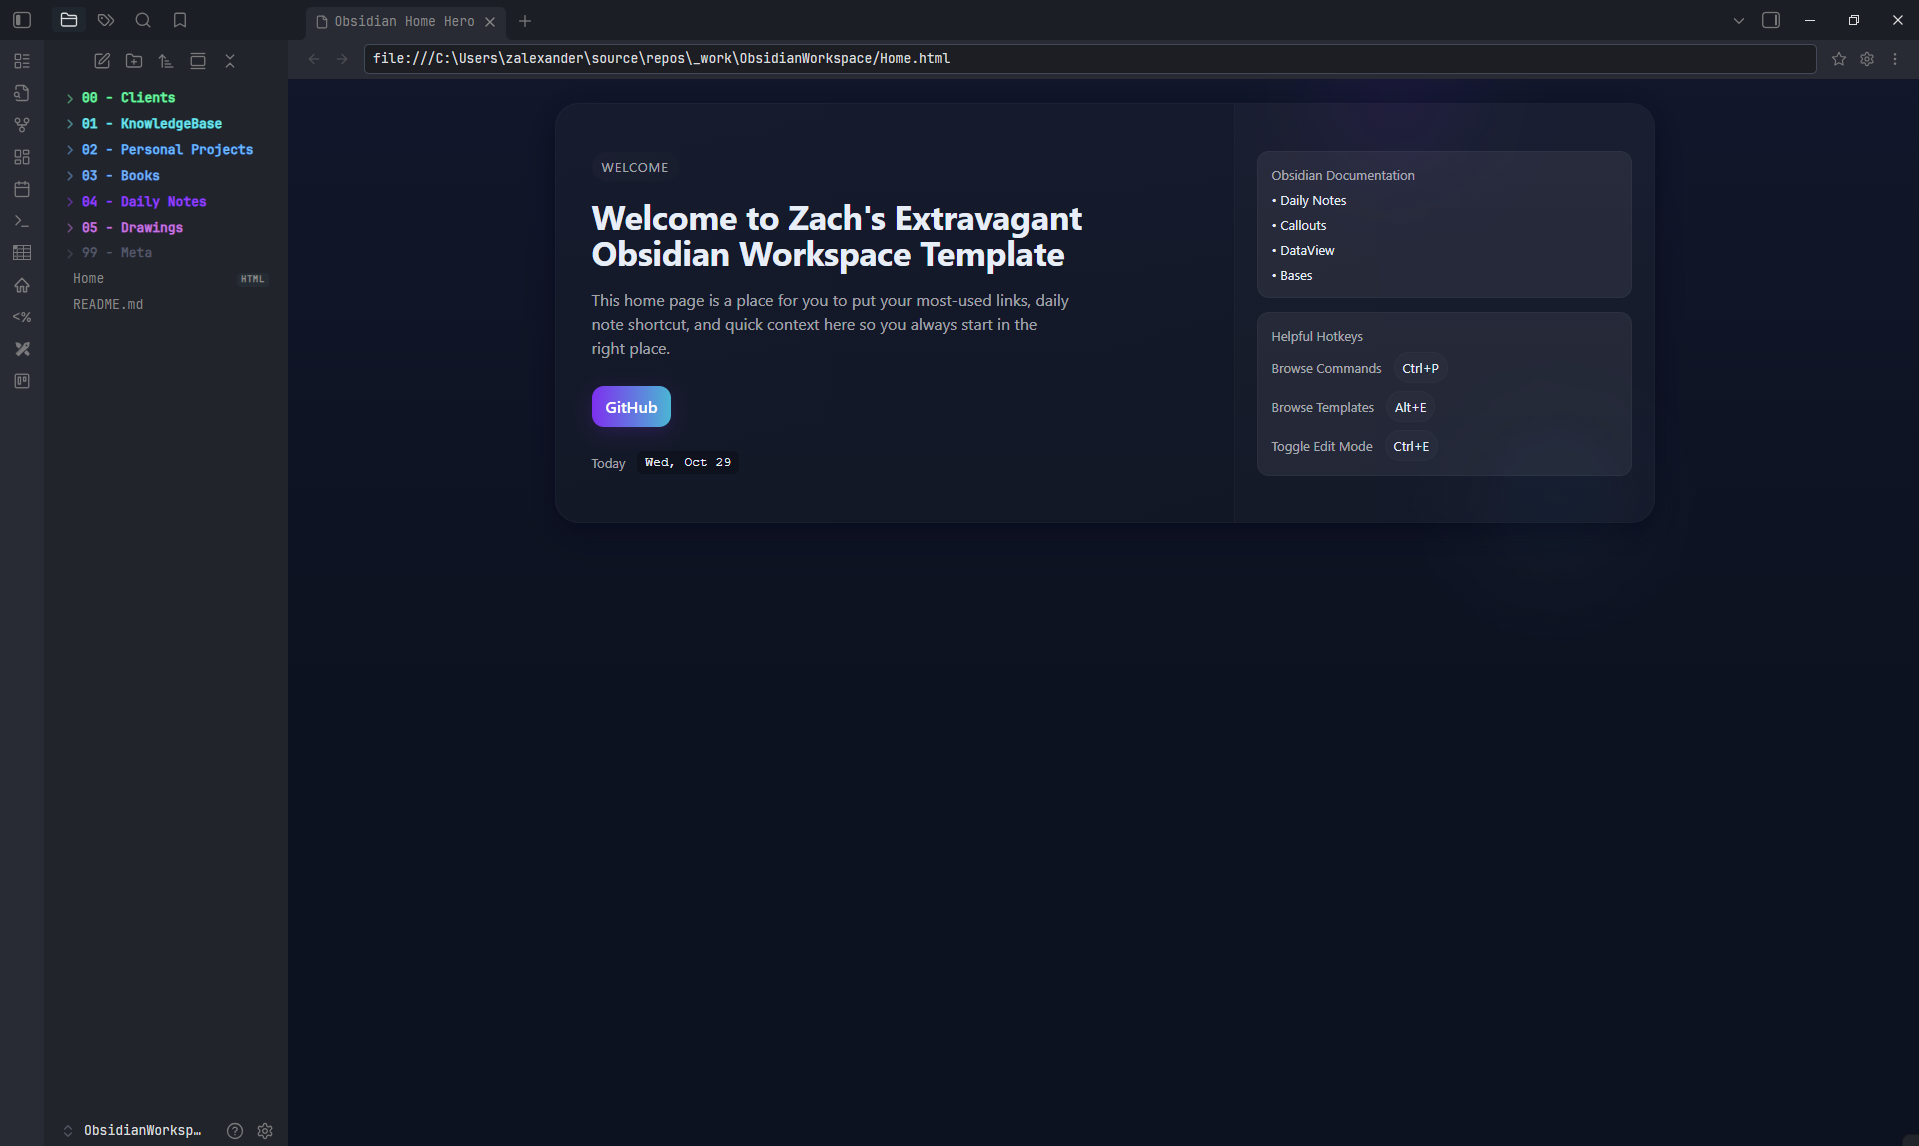 Obsidian Home Hero
file:///C:\Users\zalexander\source\repos\_work\ObsidianWorkspace/Home.html
00 - Clients
01 - KnowledgeBase
02 - Personal Projects
03 - Books
04 - Daily Notes
05 - Drawings
99 - Meta
Home HTML
README.md
<%
ObsidianWorksp…
WELCOME
Welcome to Zach's Extravagant
Obsidian Workspace Template
This home page is a place for you to put your most-used links, daily
note shortcut, and quick context here so you always start in the
right place.
GitHub
Today Wed, Oct 29
Obsidian Documentation
• Daily Notes
• Callouts
• DataView
• Bases
Helpful Hotkeys
Browse Commands Ctrl+P
Browse Templates Alt+E
Toggle Edit Mode Ctrl+E